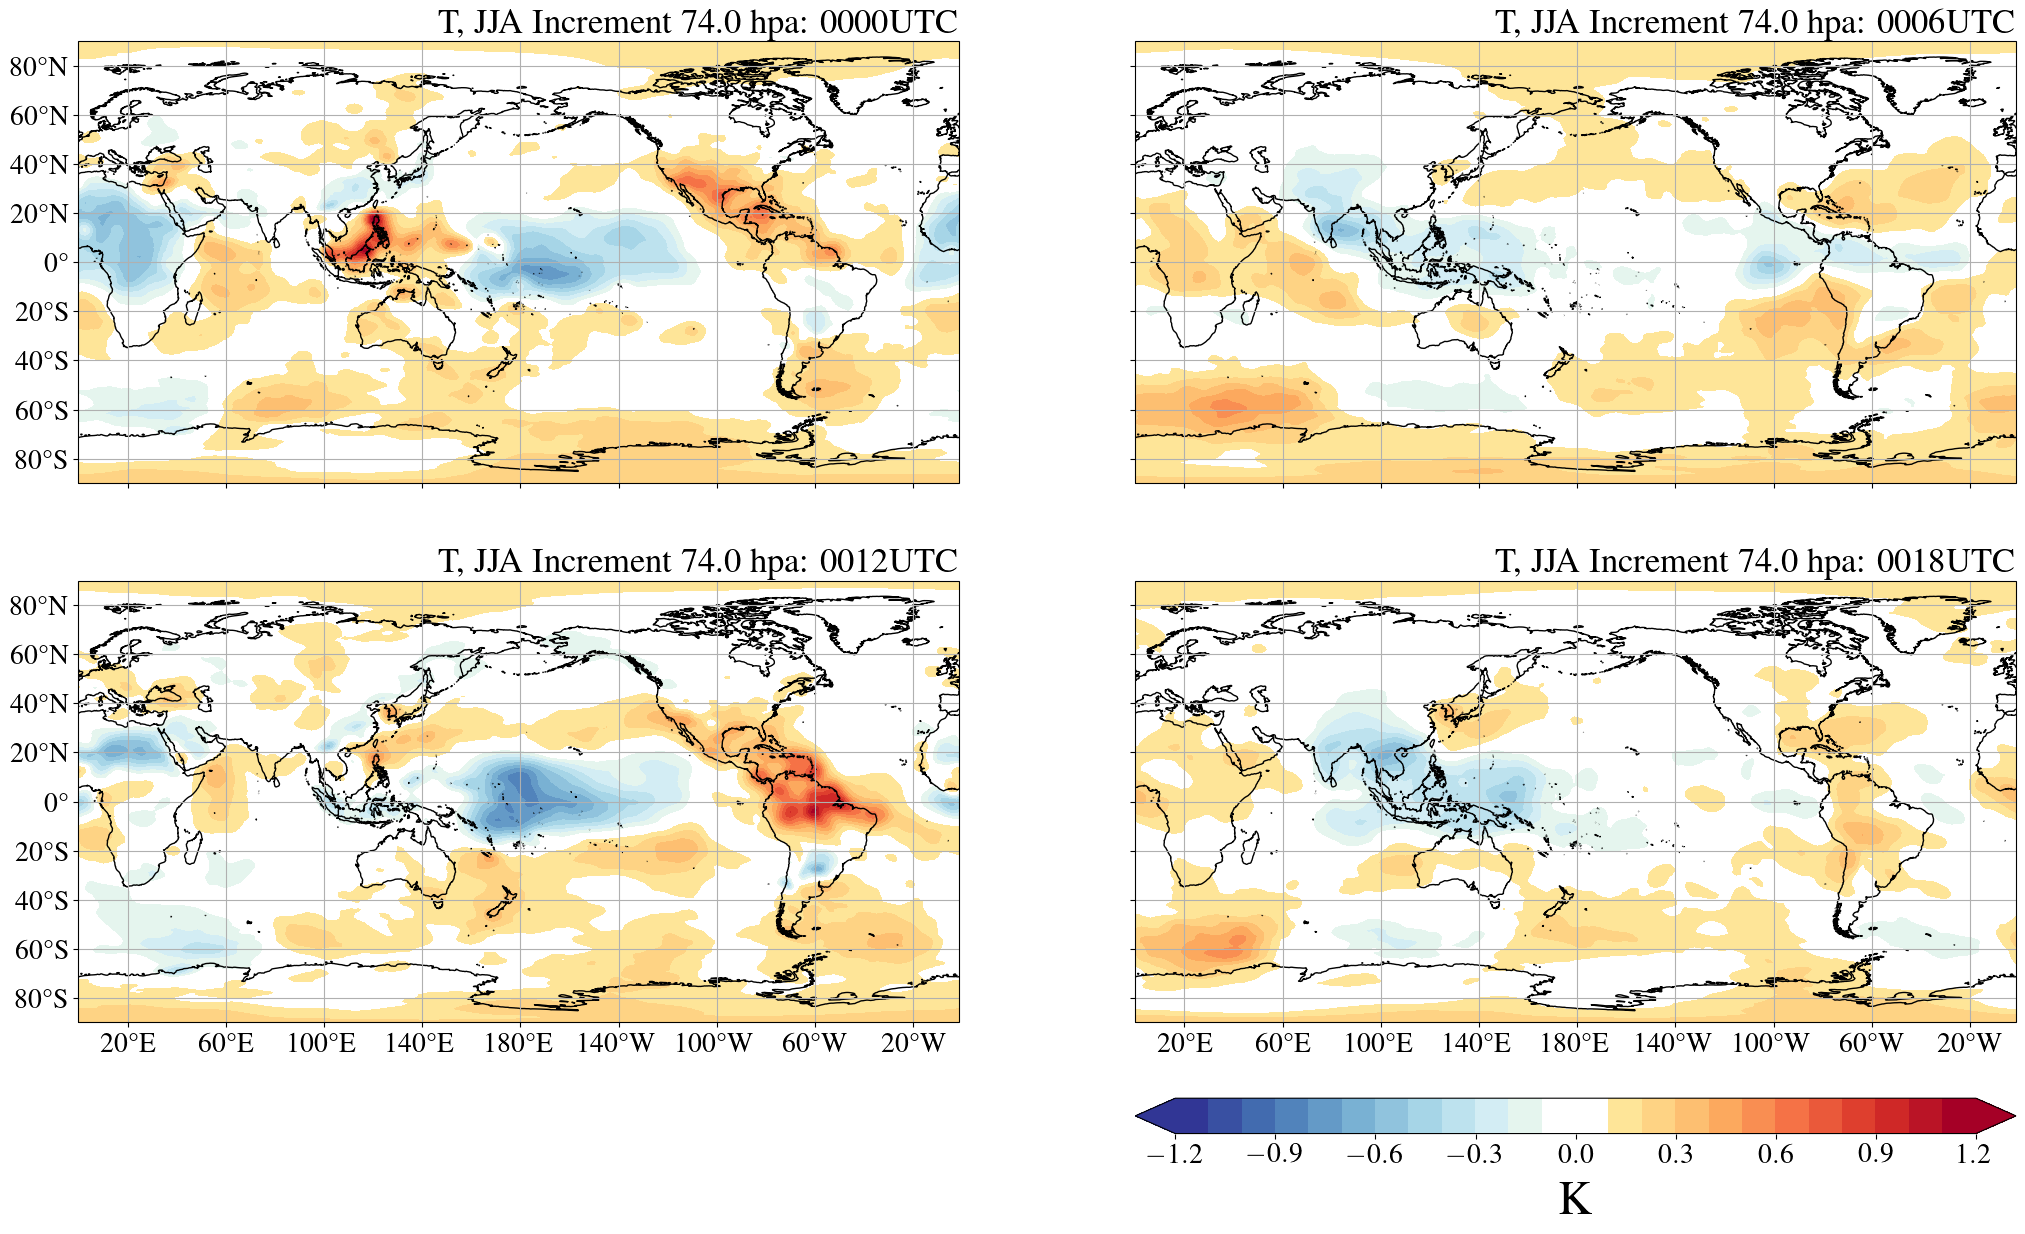 T, JJA Increment 74.0 hpa: 0000UTC
T, JJA Increment 74.0 hpa: 0006UTC
80°N
60°N
40°N
20°N
0°
20°S
40°S
60°S
80°S
T, JJA Increment 74.0 hpa: 0012UTC
T, JJA Increment 74.0 hpa: 0018UTC
80°N
60°N
40°N
20°N
0°
20°S
40°S
60°S
80°S
20°E 60°E 100°E 140°E 180°E 140°W 100°W 60°W 20°W
20°E 60°E 100°E 140°E 180°E 140°W 100°W 60°W 20°W
−1.2 −0.9 −0.6 −0.3 0.0 0.3 0.6 0.9 1.2
K